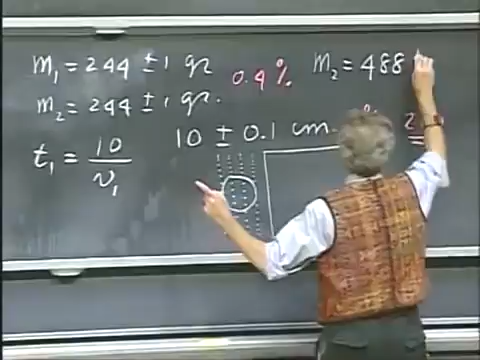 m₁ = 244 ± 1 gr
0.4 %
m₂ = 488
m₂ = 244 ± 1 gr.
t₁ = 10 / v₁
10 ± 0.1 cm
%
2